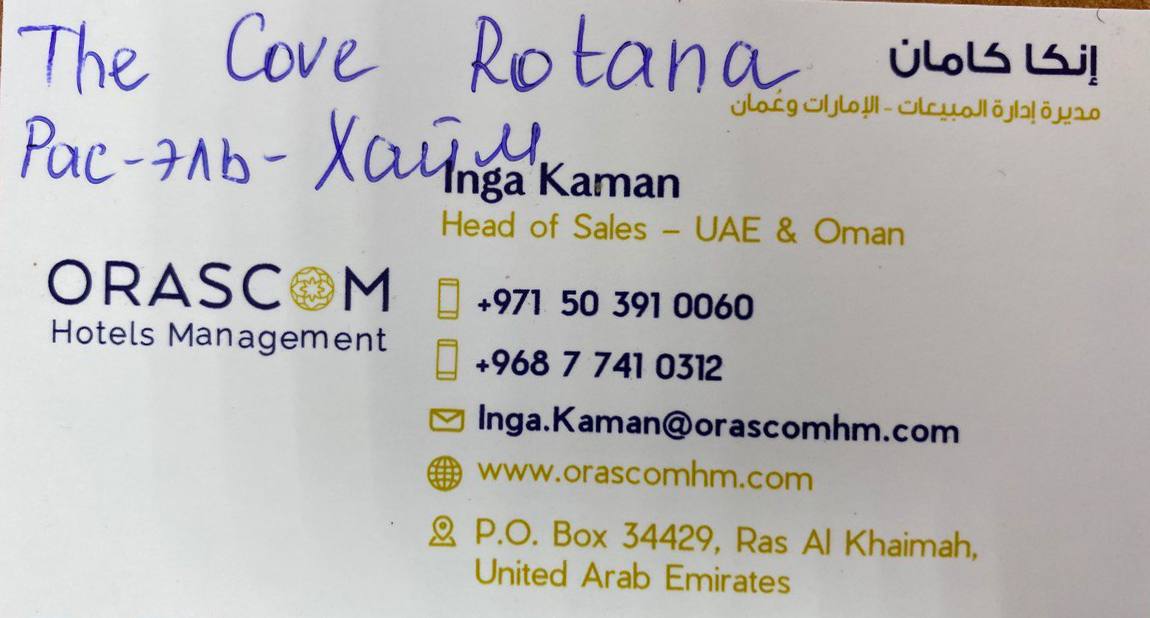 The Cove Rotana
إنكا كامان
مديرة إدارة المبيعات - الإمارات وعُمان
Рас-эль-Хайм
Inga Kaman
Head of Sales – UAE & Oman
ORASCOM
Hotels Management
+971 50 391 0060
+968 7 741 0312
Inga.Kaman@orascomhm.com
www.orascomhm.com
P.O. Box 34429, Ras Al Khaimah,
United Arab Emirates